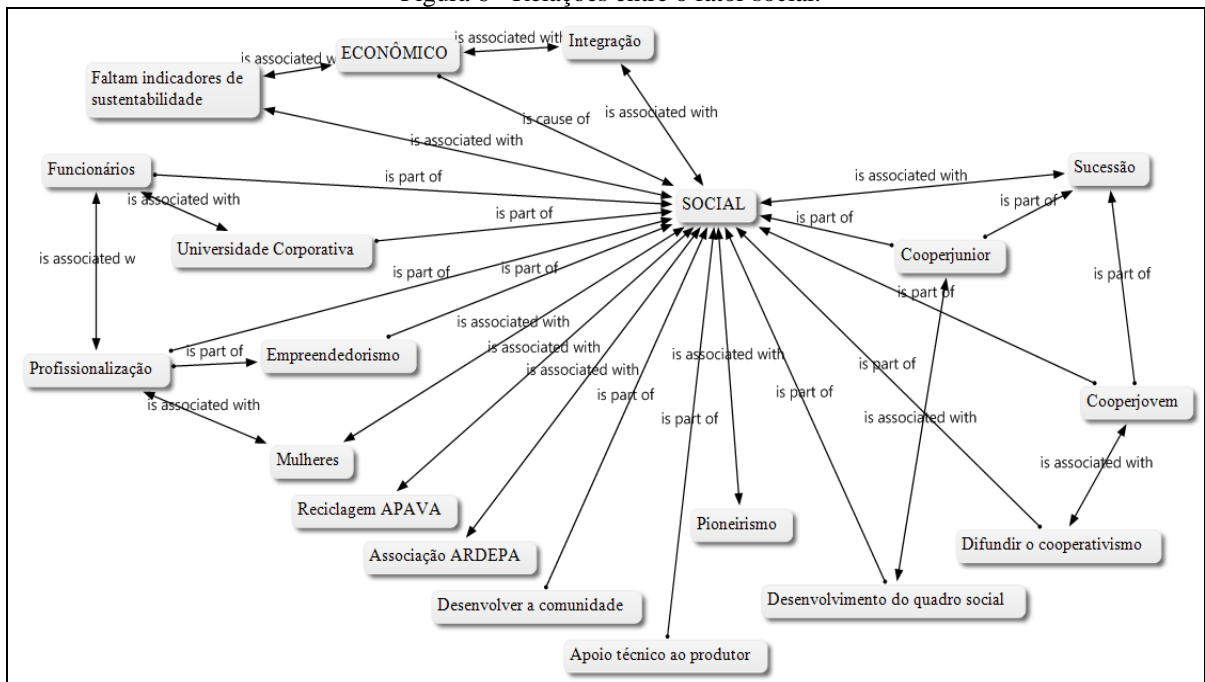 Figura 6 - Relações entre o fator social.
is associated with
Integração
is associated w
ECONÔMICO
Faltam indicadores de
sustentabilidade
is associated with
is cause of
is associated with
Funcionários
is part of
is associated with
Sucessão
is associated with
SOCIAL
is part of
is part of
is part of
Universidade Corporativa
Cooperjunior
is associated w
is part of
is part of
is part of
is part of
is associated with
Empreendedorismo
is part of
is associated with
is associated with
Profissionalização
is associated with
is part of
is part of
is part of
Cooperjovem
is associated with
is part of
is associated with
Mulheres
is associated with
Reciclagem APAVA
Pioneirismo
Associação ARDEPA
Difundir o cooperativismo
Desenvolver a comunidade
Desenvolvimento do quadro social
Apoio técnico ao produtor